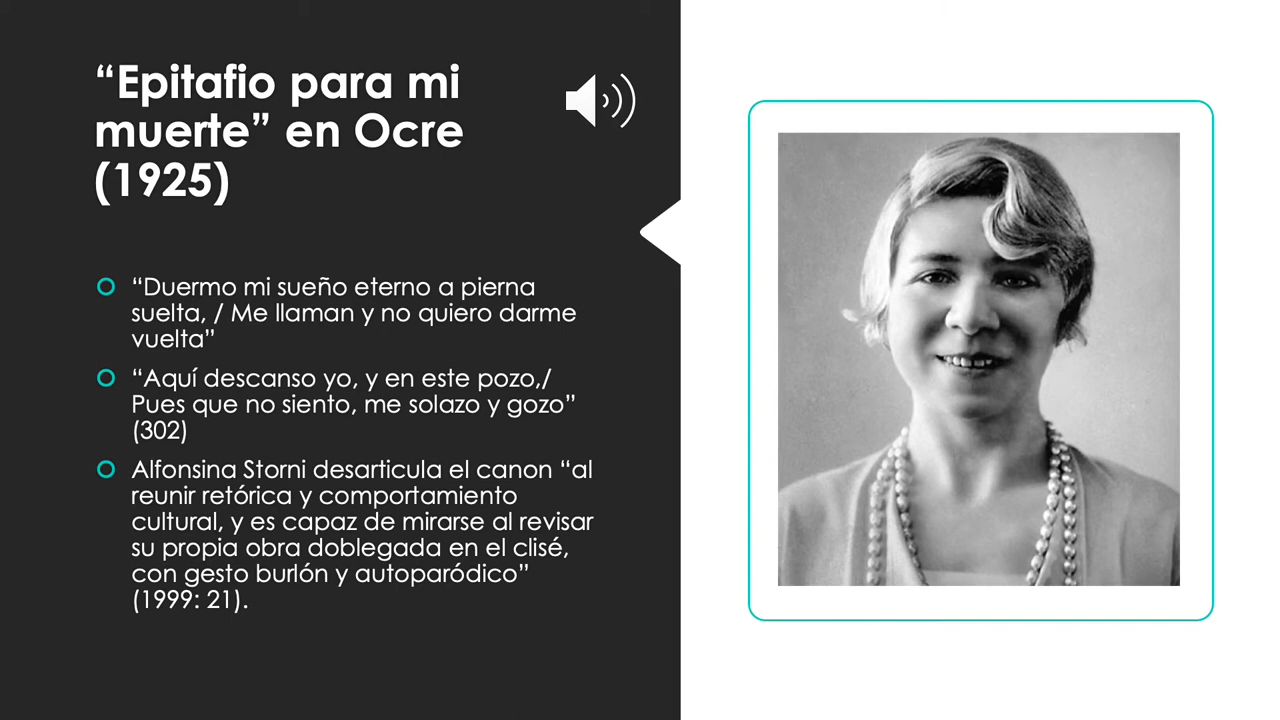 “Epitafio para mi
muerte” en Ocre
(1925)
“Duermo mi sueño eterno a pierna
suelta, / Me llaman y no quiero darme
vuelta”
“Aquí descanso yo, y en este pozo,/
Pues que no siento, me solazo y gozo”
(302)
Alfonsina Storni desarticula el canon “al
reunir retórica y comportamiento
cultural, y es capaz de mirarse al revisar
su propia obra doblegada en el clisé,
con gesto burlón y autoparódico”
(1999: 21).